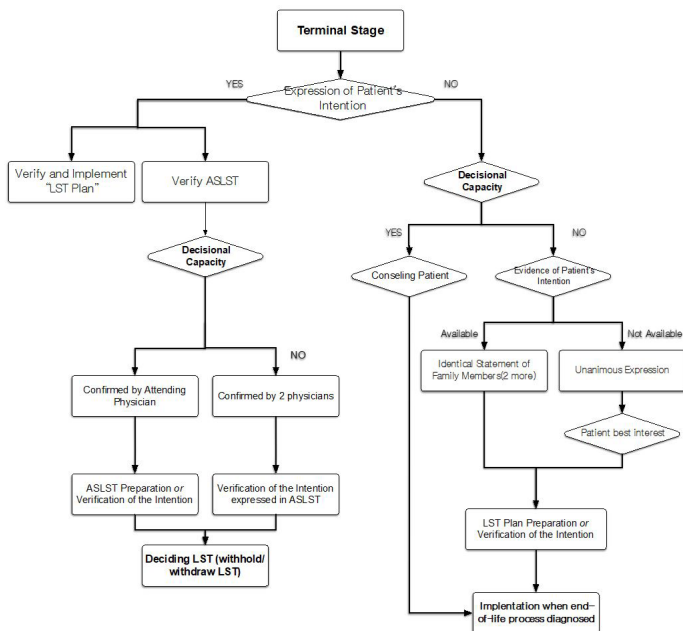 Terminal Stage
YES
Expression of Patient's
Intention
NO
Verify and Implement
"LST Plan"
Verify ASLST
Decisional
Capacity
Decisional
Capacity
YES
NO
Conseling Patient
Evidence of Patient's
Intention
Available
Not Available
NO
Identical Statement of
Family Members(2 more)
Unanimous Expression
Confirmed by Attending
Physician
Confirmed by 2 physicians
Patient best interest
ASLST Preparation or
Verification of the Intention
Verification of the Intention
expressed in ASLST
LST Plan Preparation or
Verification of the Intention
Deciding LST (withhold/
withdraw LST)
Implentation when end-
of-life process diagnosed